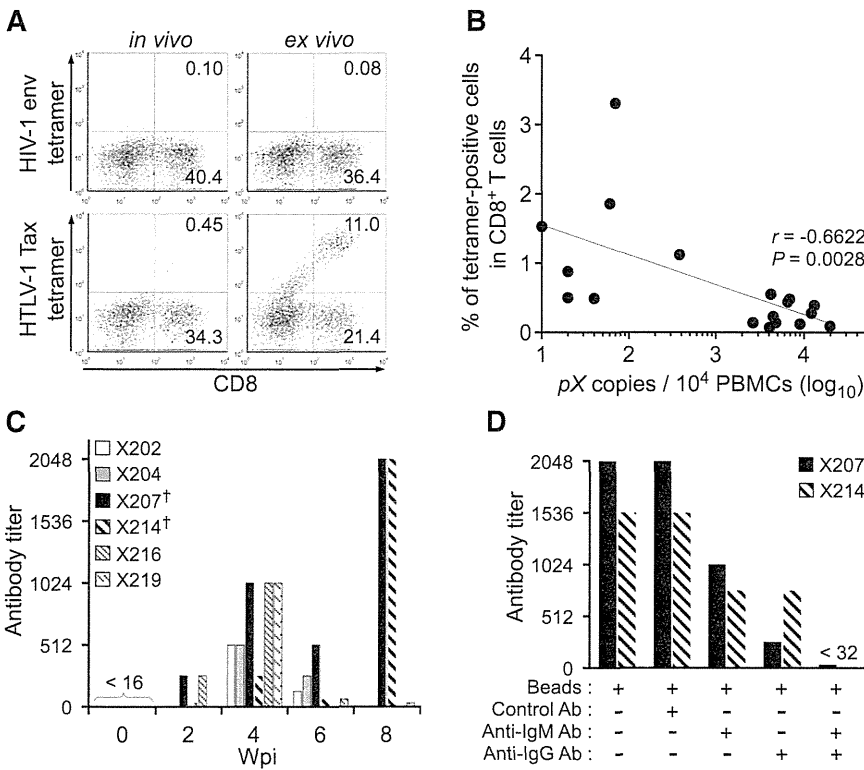 A
in vivo ex vivo
HIV-1 env
tetramer
0.10
40.4
0.08
36.4
HTLV-1 Tax
tetramer
0.45
34.3
11.0
21.4
CD8
B
% of tetramer-positive cells
in CD8+ T cells
4
3
2
1
0
r = -0.6622
P = 0.0028
1 2 3 4
pX copies / 10^4 PBMCs (log10)
C
Antibody titer
2048
1536
1024
512
0
X202
X204
X207†
X214†
X216
X219
< 16
0 2 4 6 8
Wpi
D
Antibody titer
2048
1536
1024
512
0
X207
X214
< 32
Beads : + + + + +
Control Ab : - + - - -
Anti-IgM Ab : - - + - +
Anti-IgG Ab : - - - + +